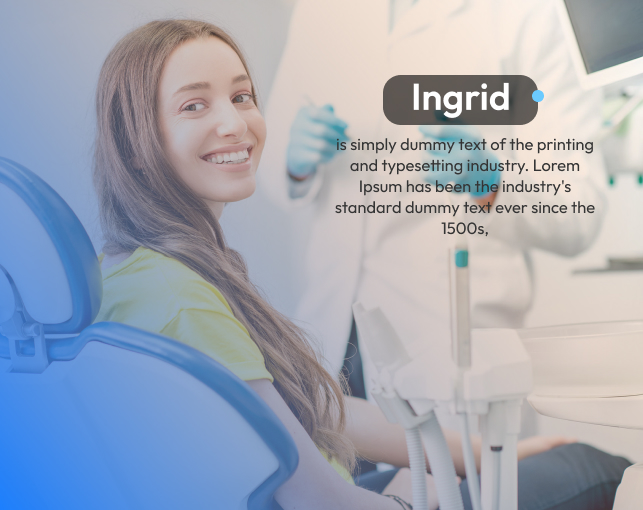 Ingrid
is simply dummy text of the printing
and typesetting industry. Lorem
Ipsum has been the industry's
standard dummy text ever since the
1500s,